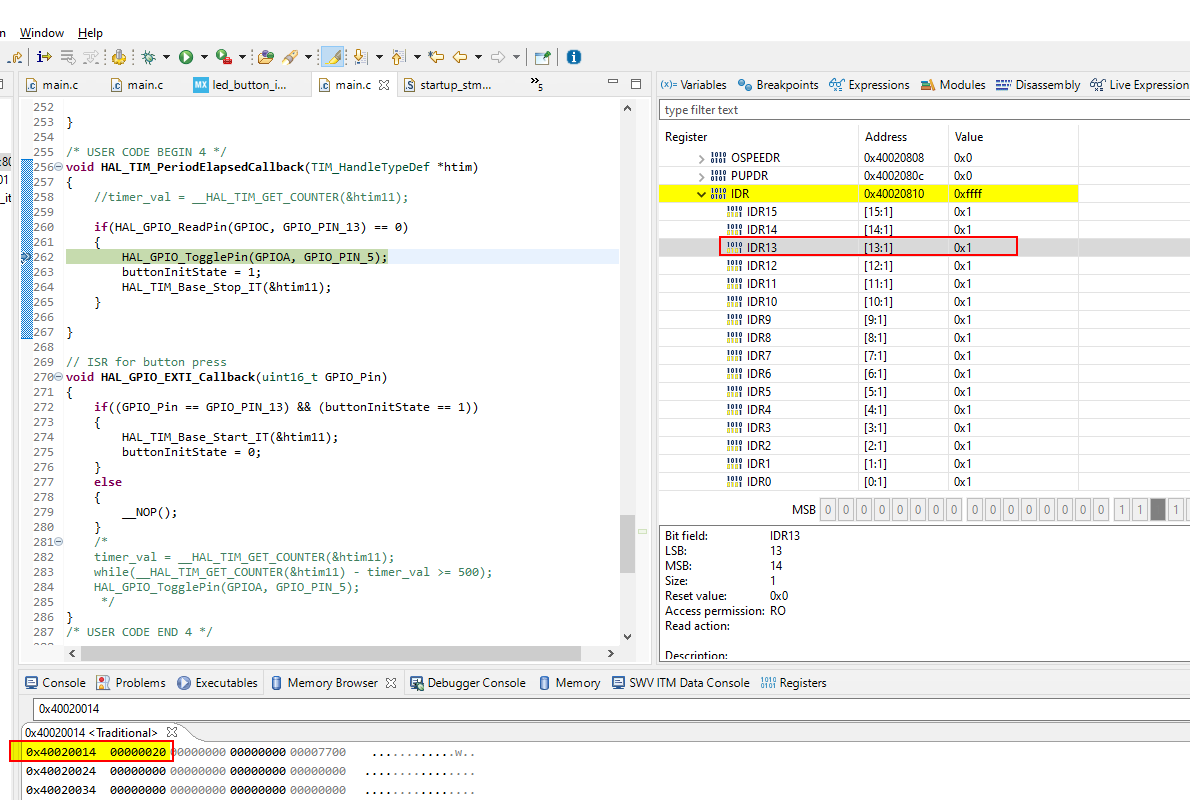 n Window Help
main.c main.c MX led_button_i... main.c startup_stm... »5
252
253 }
254
255 /* USER CODE BEGIN 4 */
256 void HAL_TIM_PeriodElapsedCallback(TIM_HandleTypeDef *htim)
257 {
258 //timer_val = __HAL_TIM_GET_COUNTER(&htim11);
259
260 if(HAL_GPIO_ReadPin(GPIOC, GPIO_PIN_13) == 0)
261 {
262 HAL_GPIO_TogglePin(GPIOA, GPIO_PIN_5);
263 buttonInitState = 1;
264 HAL_TIM_Base_Stop_IT(&htim11);
265 }
266
267 }
268
269 // ISR for button press
270 void HAL_GPIO_EXTI_Callback(uint16_t GPIO_Pin)
271 {
272 if((GPIO_Pin == GPIO_PIN_13) && (buttonInitState == 1))
273 {
274 HAL_TIM_Base_Start_IT(&htim11);
275 buttonInitState = 0;
276 }
277 else
278 {
279 __NOP();
280 }
281 /*
282 timer_val = __HAL_TIM_GET_COUNTER(&htim11);
283 while(__HAL_TIM_GET_COUNTER(&htim11) - timer_val >= 500);
284 HAL_GPIO_TogglePin(GPIOA, GPIO_PIN_5);
285 */
286 }
287 /* USER CODE END 4 */
(x)= Variables Breakpoints Expressions Modules Disassembly Live Expression
type filter text
Register Address Value
OSPEEDR 0x40020808 0x0
PUPDR 0x4002080c 0x0
IDR 0x40020810 0xffff
IDR15 [15:1] 0x1
IDR14 [14:1] 0x1
IDR13 [13:1] 0x1
IDR12 [12:1] 0x1
IDR11 [11:1] 0x1
IDR10 [10:1] 0x1
IDR9 [9:1] 0x1
IDR8 [8:1] 0x1
IDR7 [7:1] 0x1
IDR6 [6:1] 0x1
IDR5 [5:1] 0x1
IDR4 [4:1] 0x1
IDR3 [3:1] 0x1
IDR2 [2:1] 0x1
IDR1 [1:1] 0x1
IDR0 [0:1] 0x1
MSB 0 0 0 0 0 0 0 0 0 0 0 0 0 0 0 0 1 1 1
Bit field: IDR13
LSB: 13
MSB: 14
Size: 1
Reset value: 0x0
Access permission: RO
Read action:
Description:
Console Problems Executables Memory Browser Debugger Console Memory SWV ITM Data Console Registers
0x40020014
0x40020014 <Traditional>
0x40020014 00000020 00000000 00000000 00007700 ............w..
0x40020024 00000000 00000000 00000000 00000000 ................
0x40020034 00000000 00000000 00000000 00000000 ................